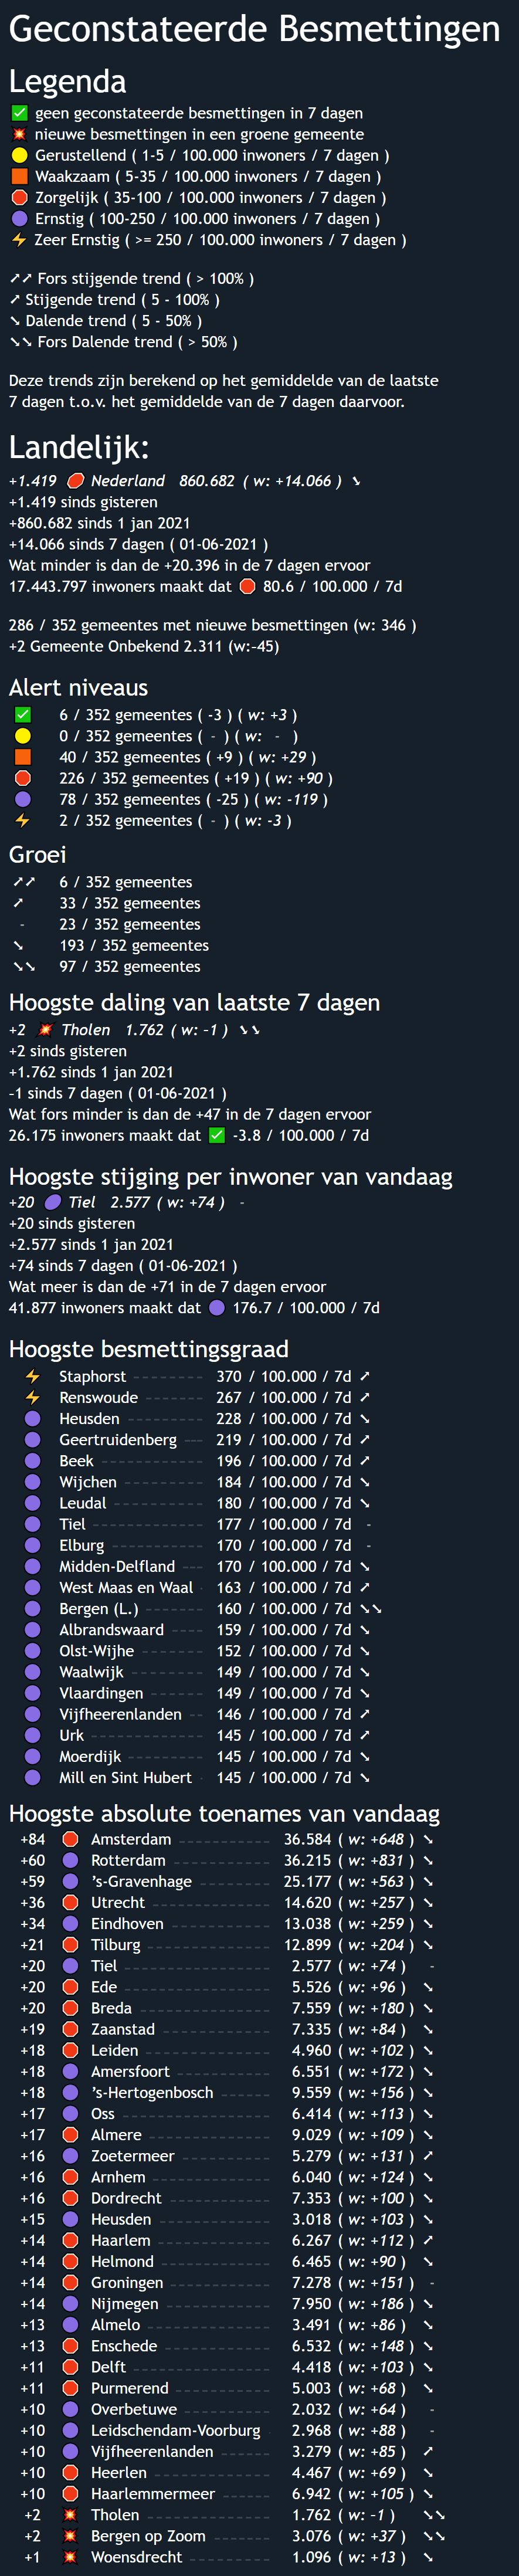 Geconstateerde Besmettingen
Legenda
✅ geen geconstateerde besmettingen in 7 dagen
💥 nieuwe besmettingen in een groene gemeente
🟡 Gerustellend ( 1-5 / 100.000 inwoners / 7 dagen )
🟧 Waakzaam ( 5-35 / 100.000 inwoners / 7 dagen )
🛑 Zorgelijk ( 35-100 / 100.000 inwoners / 7 dagen )
🟣 Ernstig ( 100-250 / 100.000 inwoners / 7 dagen )
⚡ Zeer Ernstig ( >= 250 / 100.000 inwoners / 7 dagen )
➚➚ Fors stijgende trend ( > 100% )
➚ Stijgende trend ( 5 - 100% )
➘ Dalende trend ( 5 - 50% )
➘➘ Fors Dalende trend ( > 50% )
Deze trends zijn berekend op het gemiddelde van de laatste
7 dagen t.o.v. het gemiddelde van de 7 dagen daarvoor.
Landelijk:
+1.419 🛑 Nederland 860.682 ( w: +14.066 ) ➘
+1.419 sinds gisteren
+860.682 sinds 1 jan 2021
+14.066 sinds 7 dagen ( 01-06-2021 )
Wat minder is dan de +20.396 in de 7 dagen ervoor
17.443.797 inwoners maakt dat 🛑 80.6 / 100.000 / 7d
286 / 352 gemeentes met nieuwe besmettingen (w: 346 )
+2 Gemeente Onbekend 2.311 (w:-45)
Alert niveaus
✅ 6 / 352 gemeentes ( -3 ) ( w: +3 )
🟡 0 / 352 gemeentes ( - ) ( w: - )
🟧 40 / 352 gemeentes ( +9 ) ( w: +29 )
🛑 226 / 352 gemeentes ( +19 ) ( w: +90 )
🟣 78 / 352 gemeentes ( -25 ) ( w: -119 )
⚡ 2 / 352 gemeentes ( - ) ( w: -3 )
Groei
➚➚ 6 / 352 gemeentes
➚ 33 / 352 gemeentes
- 23 / 352 gemeentes
➘ 193 / 352 gemeentes
➘➘ 97 / 352 gemeentes
Hoogste daling van laatste 7 dagen
+2 💥 Tholen 1.762 ( w: -1 ) ➘➘
+2 sinds gisteren
+1.762 sinds 1 jan 2021
-1 sinds 7 dagen ( 01-06-2021 )
Wat fors minder is dan de +47 in de 7 dagen ervoor
26.175 inwoners maakt dat ✅ -3.8 / 100.000 / 7d
Hoogste stijging per inwoner van vandaag
+20 🟣 Tiel 2.577 ( w: +74 ) -
+20 sinds gisteren
+2.577 sinds 1 jan 2021
+74 sinds 7 dagen ( 01-06-2021 )
Wat meer is dan de +71 in de 7 dagen ervoor
41.877 inwoners maakt dat 🟣 176.7 / 100.000 / 7d
Hoogste besmettingsgraad
⚡ Staphorst 370 / 100.000 / 7d ➚
⚡ Renswoude 267 / 100.000 / 7d ➚
🟣 Heusden 228 / 100.000 / 7d ➘
🟣 Geertruidenberg 219 / 100.000 / 7d ➚
🟣 Beek 196 / 100.000 / 7d ➚
🟣 Wijchen 184 / 100.000 / 7d ➘
🟣 Leudal 180 / 100.000 / 7d ➘
🟣 Tiel 177 / 100.000 / 7d -
🟣 Elburg 170 / 100.000 / 7d -
🟣 Midden-Delfland 170 / 100.000 / 7d ➘
🟣 West Maas en Waal 163 / 100.000 / 7d ➚
🟣 Bergen (L.) 160 / 100.000 / 7d ➘➘
🟣 Albrandswaard 159 / 100.000 / 7d ➘
🟣 Olst-Wijhe 152 / 100.000 / 7d ➘
🟣 Waalwijk 149 / 100.000 / 7d ➘
🟣 Vlaardingen 149 / 100.000 / 7d ➘
🟣 Vijfheerenlanden 146 / 100.000 / 7d ➚
🟣 Urk 145 / 100.000 / 7d ➚
🟣 Moerdijk 145 / 100.000 / 7d ➘
🟣 Mill en Sint Hubert 145 / 100.000 / 7d ➘
Hoogste absolute toenames van vandaag
+84 🛑 Amsterdam 36.584 ( w: +648 ) ➘
+60 🟣 Rotterdam 36.215 ( w: +831 ) ➘
+59 🟣 's-Gravenhage 25.177 ( w: +563 ) ➘
+36 🛑 Utrecht 14.620 ( w: +257 ) ➘
+34 🟣 Eindhoven 13.038 ( w: +259 ) ➘
+21 🛑 Tilburg 12.899 ( w: +204 ) ➘
+20 🟣 Tiel 2.577 ( w: +74 ) -
+20 🛑 Ede 5.526 ( w: +96 ) ➘
+20 🛑 Breda 7.559 ( w: +180 ) ➘
+19 🛑 Zaanstad 7.335 ( w: +84 ) ➘
+18 🛑 Leiden 4.960 ( w: +102 ) ➘
+18 🟣 Amersfoort 6.551 ( w: +172 ) ➘
+18 🟣 's-Hertogenbosch 9.559 ( w: +156 ) ➘
+17 🟣 Oss 6.414 ( w: +113 ) ➘
+17 🛑 Almere 9.029 ( w: +109 ) ➘
+16 🟣 Zoetermeer 5.279 ( w: +131 ) ➚
+16 🛑 Arnhem 6.040 ( w: +124 ) ➘
+16 🛑 Dordrecht 7.353 ( w: +100 ) ➘
+15 🟣 Heusden 3.018 ( w: +103 ) ➘
+14 🛑 Haarlem 6.267 ( w: +112 ) ➚
+14 🛑 Helmond 6.465 ( w: +90 ) ➘
+14 🛑 Groningen 7.278 ( w: +151 ) -
+14 🟣 Nijmegen 7.950 ( w: +186 ) ➘
+13 🟣 Almelo 3.491 ( w: +86 ) ➘
+13 🛑 Enschede 6.532 ( w: +148 ) ➘
+11 🛑 Delft 4.418 ( w: +103 ) ➘
+11 🛑 Purmerend 5.003 ( w: +68 ) ➘
+10 🟣 Overbetuwe 2.032 ( w: +64 ) -
+10 🟣 Leidschendam-Voorburg 2.968 ( w: +88 ) -
+10 🟣 Vijfheerenlanden 3.279 ( w: +85 ) ➚
+10 🛑 Heerlen 4.467 ( w: +69 ) ➘
+10 🛑 Haarlemmermeer 6.942 ( w: +105 ) ➘
+2 💥 Tholen 1.762 ( w: -1 ) ➘➘
+2 💥 Bergen op Zoom 3.076 ( w: +37 ) ➘➘
+1 💥 Woensdrecht 1.096 ( w: +13 ) ➘